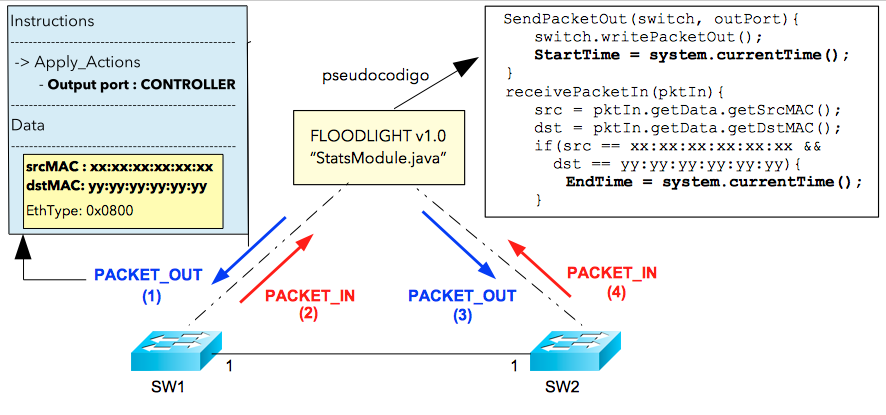 Instructions
-> Apply_Actions
- Output port : CONTROLLER
Data
srcMAC : xx:xx:xx:xx:xx:xx
dstMAC: yy:yy:yy:yy:yy:yy
EthType: 0x0800
pseudocodigo
FLOODLIGHT v1.0
"StatsModule.java"
SendPacketOut(switch, outPort){
switch.writePacketOut();
StartTime = system.currentTime();
}
receivePacketIn(pktIn){
src = pktIn.getData.getSrcMAC();
dst = pktIn.getData.getDstMAC();
if(src == xx:xx:xx:xx:xx:xx &&
dst == yy:yy:yy:yy:yy:yy){
EndTime = system.currentTime();
}
PACKET_OUT
(1)
PACKET_IN
(2)
PACKET_OUT
(3)
PACKET_IN
(4)
1
1
SW1
SW2